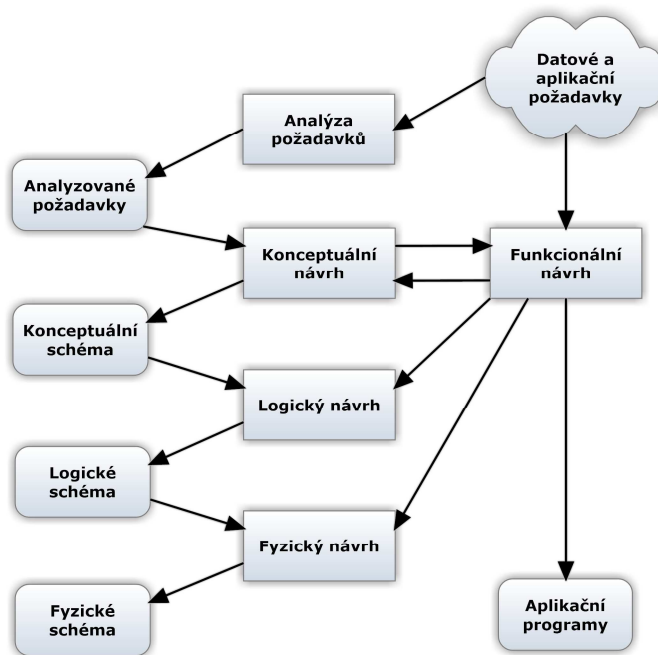 Datové a
aplikační
požadavky
Analýza
požadavků
Analyzované
požadavky
Konceptuální
návrh
Funkcionální
návrh
Konceptuální
schéma
Logický návrh
Logické
schéma
Fyzický návrh
Fyzické
schéma
Aplikační
programy